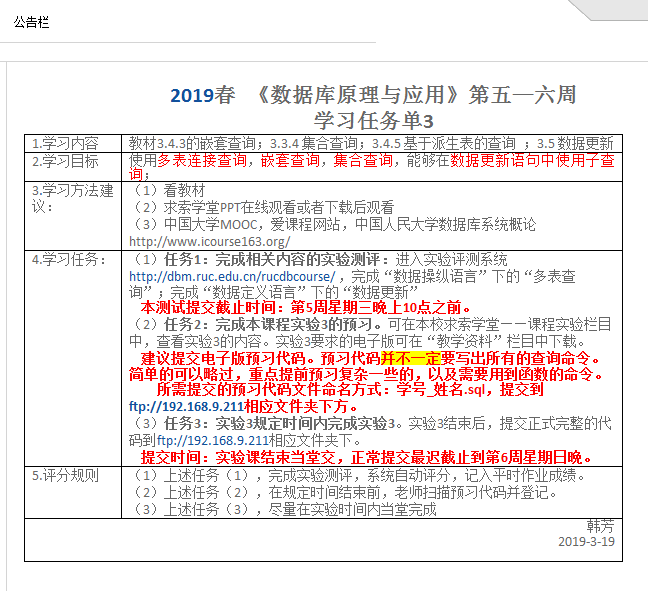 公告栏
2019春 《数据库原理与应用》第五—六周
学习任务单3
1.学习内容 教材3.4.3的嵌套查询；3.3.4 集合查询；3.4.5 基于派生表的查询 ；3.5 数据更新
2.学习目标 使用多表连接查询，嵌套查询，集合查询，能够在数据更新语句中使用子查
询；
3.学习方法建 （1）看教材
议： （2）求索学堂PPT在线观看或者下载后观看
（3）中国大学MOOC，爱课程网站，中国人民大学数据库系统概论
http://www.icourse163.org/
4.学习任务： （1）任务1：完成相关内容的实验测评：进入实验评测系统
http://dbm.ruc.edu.cn/rucdbcourse/ ，完成“数据操纵语言”下的“多表查
询”；完成“数据定义语言”下的“数据更新”
本测试提交截止时间：第5周星期三晚上10点之前。
（2）任务2：完成本课程实验3的预习。可在本校求索学堂——课程实验栏目
中，查看实验3的内容。实验3要求的电子版可在“教学资料”栏目中下载。
建议提交电子版预习代码。预习代码并不一定要写出所有的查询命令。
简单的可以略过，重点提前预习复杂一些的，以及需要用到函数的命令。
所需提交的预习代码文件命名方式：学号_姓名.sql，提交到
ftp://192.168.9.211相应文件夹下方。
（3）任务3：实验3规定时间内完成实验3。实验3结束后，提交正式完整的代
码到ftp://192.168.9.211相应文件夹下。
提交时间：实验课结束当堂交，正常提交最迟截止到第6周星期日晚。
5.评分规则 （1）上述任务（1），完成实验测评，系统自动评分，记入平时作业成绩。
（2）上述任务（2），在规定时间结束前，老师扫描预习代码并登记。
（3）上述任务（3），尽量在实验时间内当堂完成
韩芳
2019-3-19